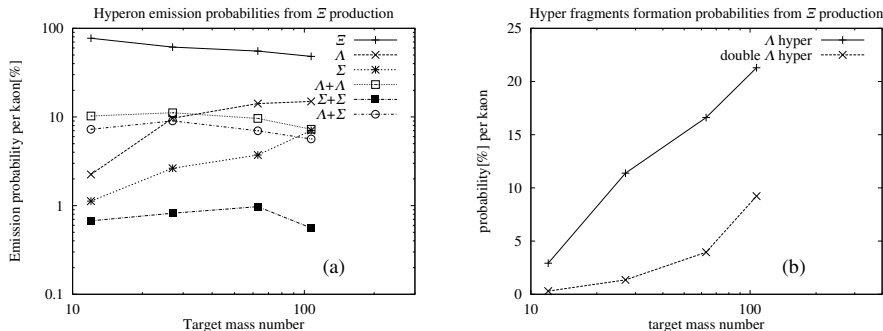 Hyperon emission probabilities from Ξ production
Emission probability per kaon[%]
100
10
1
0.1
Ξ
Λ
Σ
Λ+Λ
Σ+Σ
Λ+Σ
(a)
10
100
Target mass number
Hyper fragments formation probabilities from Ξ production
probability[%] per kaon
25
20
15
10
5
0
Λ hyper
double Λ hyper
(b)
10
100
target mass number